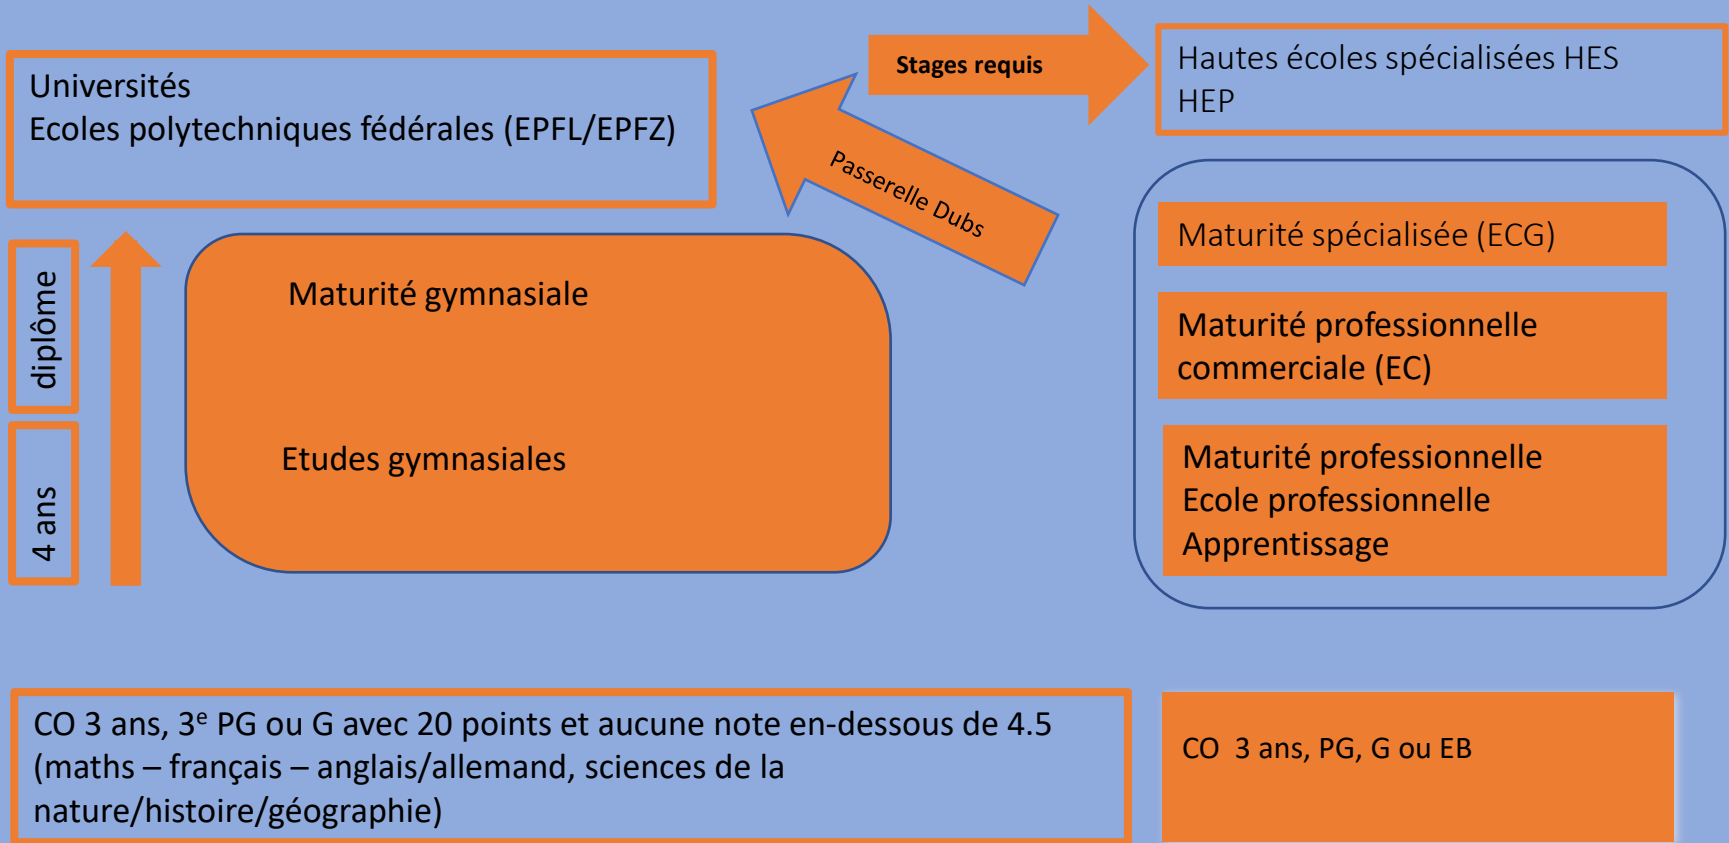 Universités
Ecoles polytechniques fédérales (EPFL/EPFZ)
Stages requis
Hautes écoles spécialisées HES
HEP
Passerelle Dubs
diplôme
4 ans
Maturité gymnasiale
Etudes gymnasiales
Maturité spécialisée (ECG)
Maturité professionnelle
commerciale (EC)
Maturité professionnelle
Ecole professionnelle
Apprentissage
CO 3 ans, 3e PG ou G avec 20 points et aucune note en-dessous de 4.5
(maths – français – anglais/allemand, sciences de la
nature/histoire/géographie)
CO  3 ans, PG, G ou EB